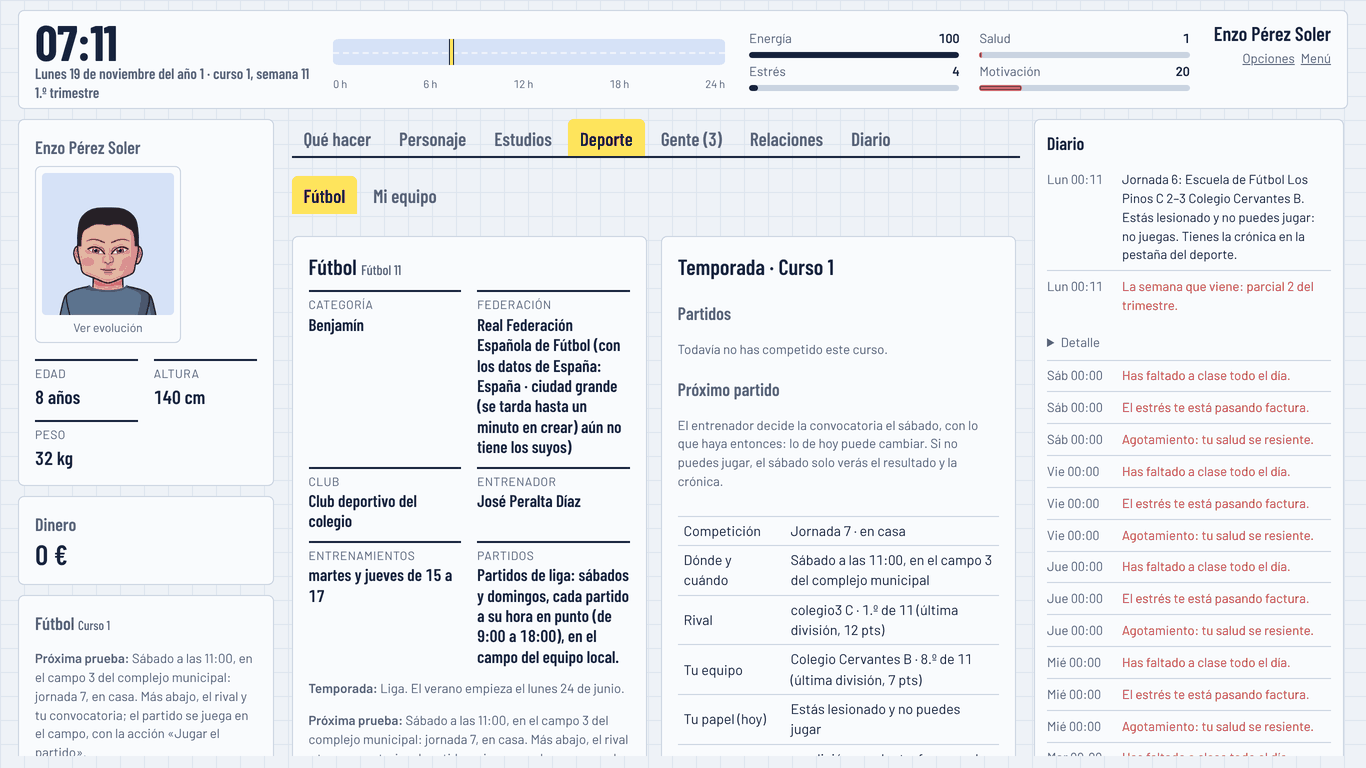 07:11
Lunes 19 de noviembre del año 1 · curso 1, semana 11
1.º trimestre
0 h 6 h 12 h 18 h 24 h
Energía 100
Estrés 4
Salud 1
Motivación 20
Enzo Pérez Soler
Opciones Menú
Enzo Pérez Soler
Ver evolución
EDAD
8 años
ALTURA
140 cm
PESO
32 kg
Dinero
0 €
Fútbol Curso 1
Próxima prueba: Sábado a las 11:00, en
el campo 3 del complejo municipal:
jornada 7, en casa. Más abajo, el rival y
tu convocatoria; el partido se juega en
el campo, con la acción «Jugar el
partido».
Qué hacer Personaje Estudios Deporte Gente (3) Relaciones Diario
Fútbol Mi equipo
Fútbol Fútbol 11
CATEGORÍA
Benjamín
FEDERACIÓN
Real Federación
Española de Fútbol (con
los datos de España:
España · ciudad grande
(se tarda hasta un
minuto en crear) aún no
tiene los suyos)
CLUB
Club deportivo del
colegio
ENTRENADOR
José Peralta Díaz
ENTRENAMIENTOS
martes y jueves de 15 a
17
PARTIDOS
Partidos de liga: sábados
y domingos, cada partido
a su hora en punto (de
9:00 a 18:00), en el
campo del equipo local.
Temporada: Liga. El verano empieza el lunes 24 de junio.
Próxima prueba: Sábado a las 11:00, en el campo 3 del
complejo municipal: jornada 7, en casa. Más abajo, el rival
Temporada · Curso 1
Partidos
Todavía no has competido este curso.
Próximo partido
El entrenador decide la convocatoria el sábado, con lo
que haya entonces: lo de hoy puede cambiar. Si no
puedes jugar, el sábado solo verás el resultado y la
crónica.
Competición Jornada 7 · en casa
Dónde y
cuándo
Sábado a las 11:00, en el campo 3
del complejo municipal
Rival
colegio3 C · 1.º de 11 (última
división, 12 pts)
Tu equipo
Colegio Cervantes B · 8.º de 11
(última división, 7 pts)
Tu papel (hoy)
Estás lesionado y no puedes
jugar
Diario
Lun 00:11 Jornada 6: Escuela de Fútbol Los
Pinos C 2–3 Colegio Cervantes B.
Estás lesionado y no puedes jugar:
no juegas. Tienes la crónica en la
pestaña del deporte.
Lun 00:11 La semana que viene: parcial 2 del
trimestre.
▶ Detalle
Sáb 00:00 Has faltado a clase todo el día.
Sáb 00:00 El estrés te está pasando factura.
Sáb 00:00 Agotamiento: tu salud se resiente.
Vie 00:00 Has faltado a clase todo el día.
Vie 00:00 El estrés te está pasando factura.
Vie 00:00 Agotamiento: tu salud se resiente.
Jue 00:00 Has faltado a clase todo el día.
Jue 00:00 El estrés te está pasando factura.
Jue 00:00 Agotamiento: tu salud se resiente.
Mié 00:00 Has faltado a clase todo el día.
Mié 00:00 El estrés te está pasando factura.
Mié 00:00 Agotamiento: tu salud se resiente.
Mar 00:00 Has faltado a clase todo el día.